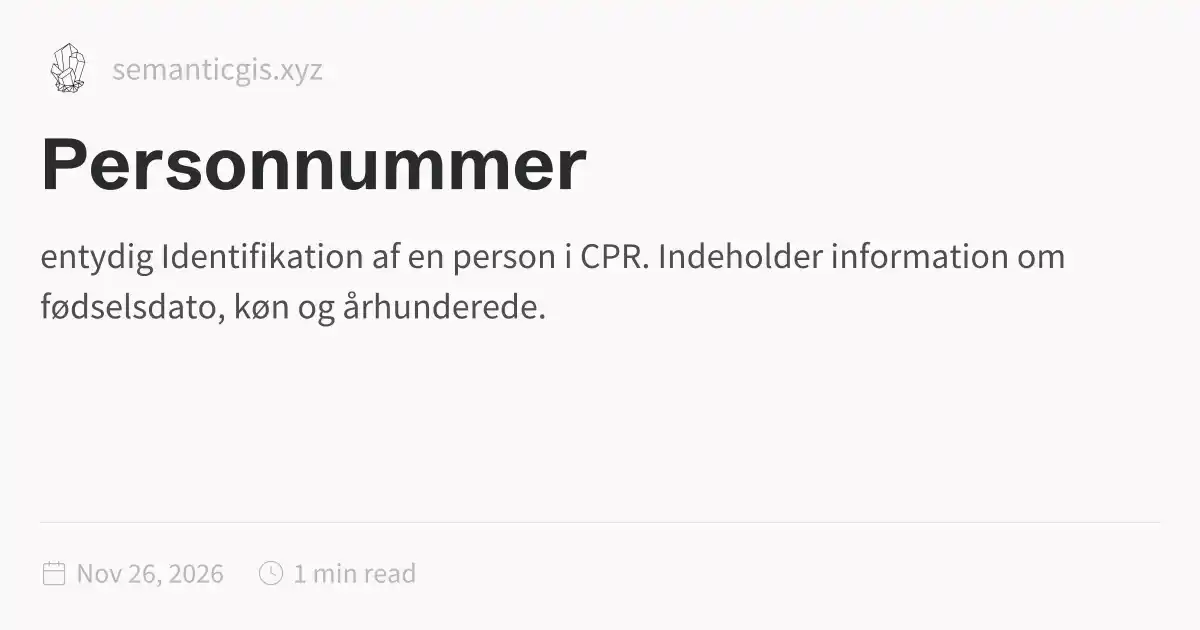 semanticgis.xyz
Personnummer
entydig Identifikation af en person i CPR. Indeholder information om
fødselsdato, køn og århunderede.
Nov 26, 2026 1 min read